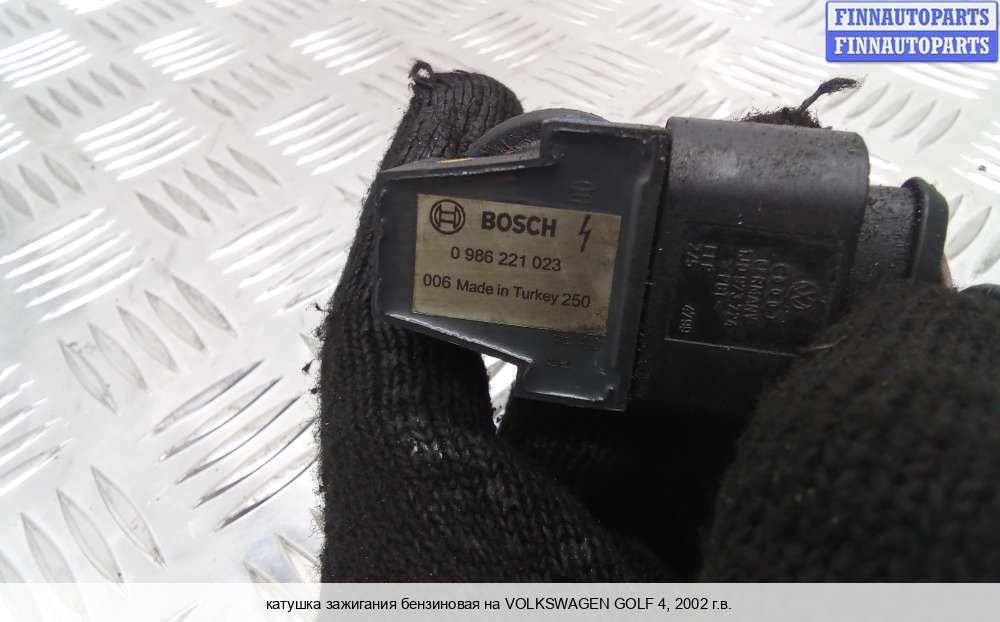 FINNAUTOPARTS
FINNAUTOPARTS
BOSCH
0 986 221 023
006 Made in Turkey 250
катушка зажигания бензиновая на VOLKSWAGEN GOLF 4, 2002 г.в.